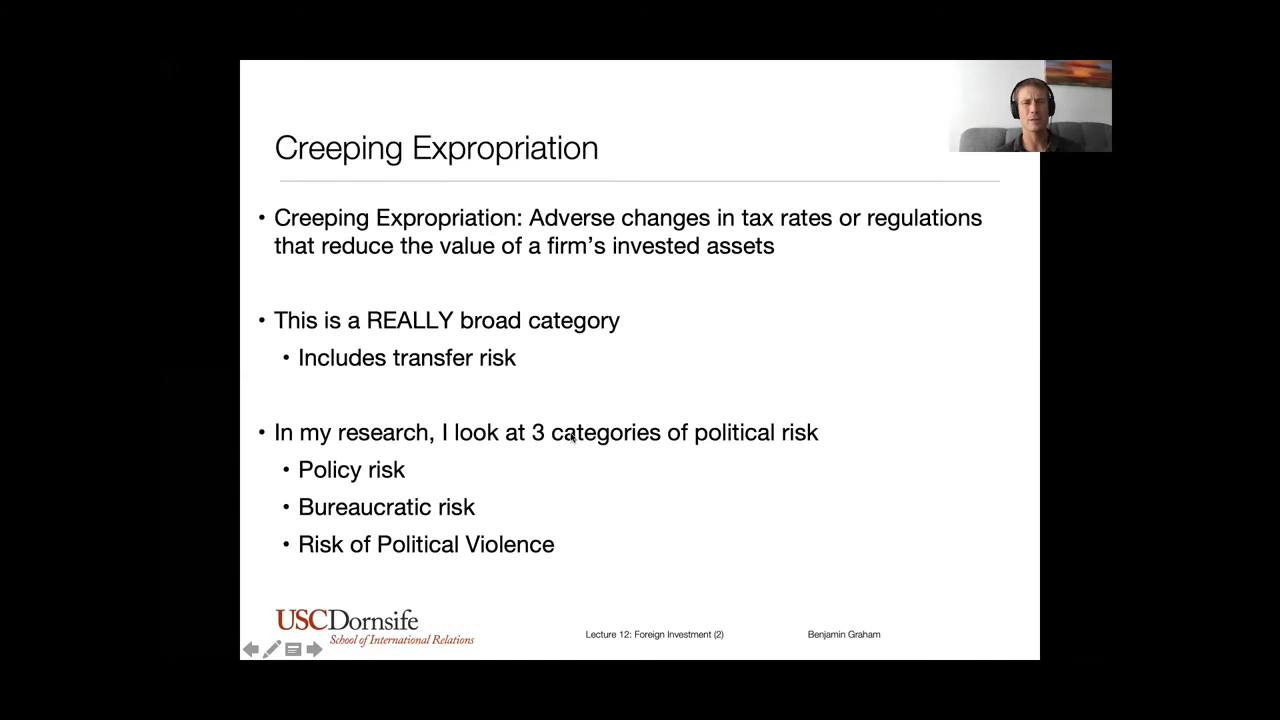 Creeping Expropriation
• Creeping Expropriation: Adverse changes in tax rates or regulations
that reduce the value of a firm’s invested assets
• This is a REALLY broad category
• Includes transfer risk
• In my research, I look at 3 categories of political risk
• Policy risk
• Bureaucratic risk
• Risk of Political Violence
USCDornsife
School of International Relations
Lecture 12: Foreign Investment (2)
Benjamin Graham